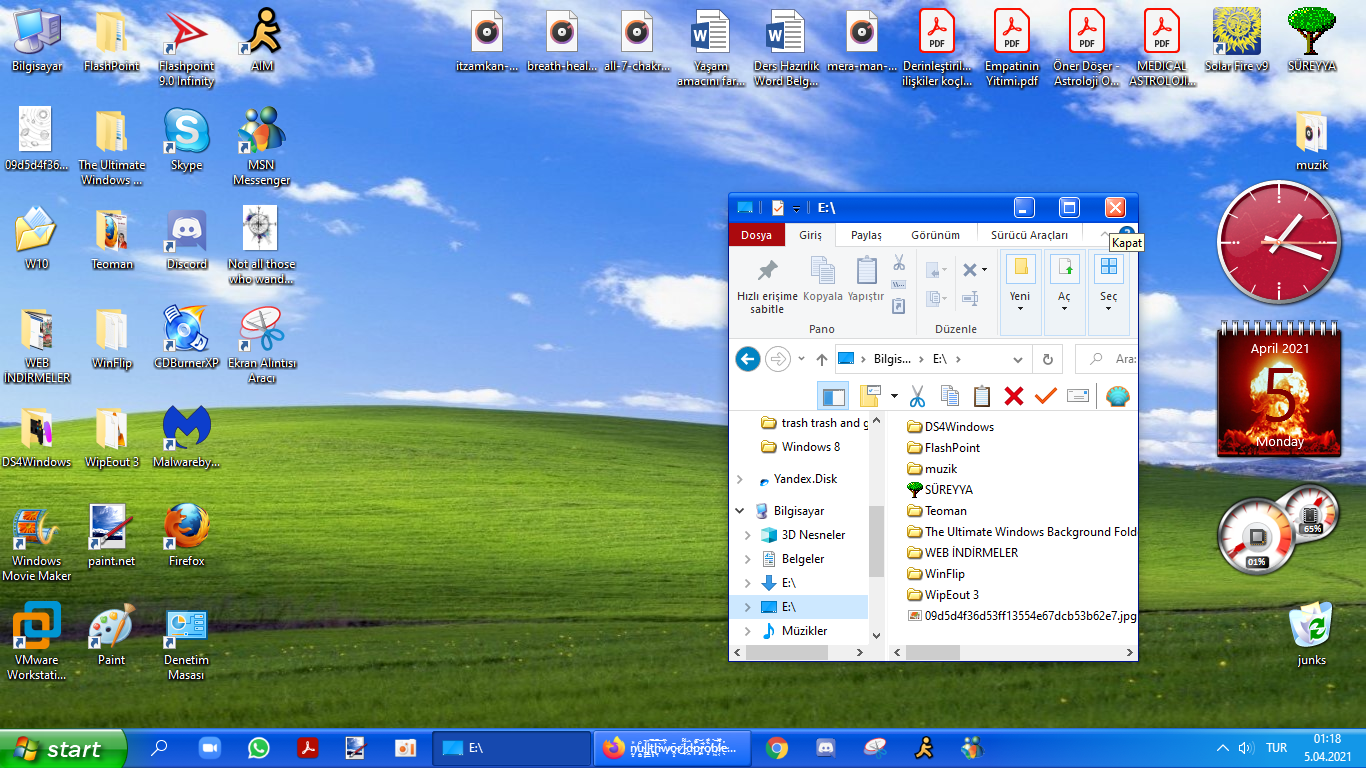 Bilgisayar
FlashPoint
Flashpoint
9.0 Infinity
AIM
itzamkan-...
breath-heal...
all-7-chakr...
Yaşam
amacını far...
Ders Hazırlık
Word Belg...
mera-man-...
Derinleştiril...
ilişkiler koçl...
Empatinin
Yitimi.pdf
Öner Döşer -
Astroloji O...
MEDICAL
ASTROLOJI...
Solar Fire v9
SÜREYYA
09d5d4f36...
The Ultimate
Windows ...
Skype
MSN
Messenger
muzik
W10
Teoman
Discord
Not all those
who wand...
WEB
İNDİRMELER
WinFlip
CDBurnerXP
Ekran Alıntısı
Aracı
DS4Windows
WipEout 3
Malwareby...
Windows
Movie Maker
paint.net
Firefox
VMware
Workstati...
Paint
Denetim
Masası
E:\
Dosya
Giriş
Paylaş
Görünüm
Sürücü Araçları
Kapat
Hızlı erişime
sabitle
Kopyala
Yapıştır
Yeni
Aç
Seç
Pano
Düzenle
Bilgis...
E:\
Ara:
trash trash and g
Windows 8
Yandex.Disk
Bilgisayar
3D Nesneler
Belgeler
E:\
E:\
Müzikler
DS4Windows
FlashPoint
muzik
SÜREYYA
Teoman
The Ultimate Windows Background Fold
WEB İNDİRMELER
WinFlip
WipEout 3
09d5d4f36d53ff13554e67dcb53b62e7.jpg
April 2021
5
Monday
65%
01%
junks
start
E:\
TUR
01:18
5.04.2021